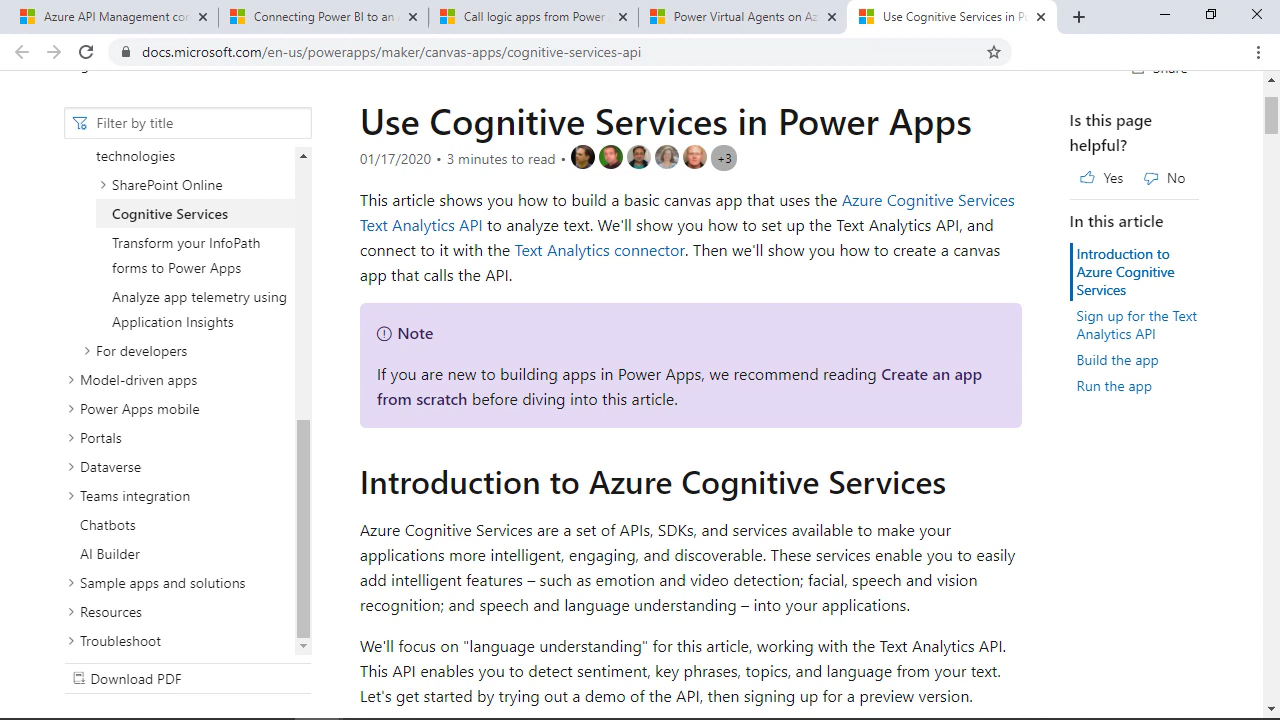 Azure API Management co
Connecting Power BI to an
Call logic apps from Power
Power Virtual Agents on Az
Use Cognitive Services in Po
docs.microsoft.com/en-us/powerapps/maker/canvas-apps/cognitive-services-api
Share
Filter by title
technologies
SharePoint Online
Cognitive Services
Transform your InfoPath
forms to Power Apps
Analyze app telemetry using
Application Insights
For developers
Model-driven apps
Power Apps mobile
Portals
Dataverse
Teams integration
Chatbots
AI Builder
Sample apps and solutions
Resources
Troubleshoot
Download PDF
Use Cognitive Services in Power Apps
01/17/2020 • 3 minutes to read • +3
This article shows you how to build a basic canvas app that uses the Azure Cognitive Services
Text Analytics API to analyze text. We'll show you how to set up the Text Analytics API, and
connect to it with the Text Analytics connector. Then we'll show you how to create a canvas
app that calls the API.
Note
If you are new to building apps in Power Apps, we recommend reading Create an app
from scratch before diving into this article.
Introduction to Azure Cognitive Services
Azure Cognitive Services are a set of APIs, SDKs, and services available to make your
applications more intelligent, engaging, and discoverable. These services enable you to easily
add intelligent features – such as emotion and video detection; facial, speech and vision
recognition; and speech and language understanding – into your applications.
We'll focus on "language understanding" for this article, working with the Text Analytics API.
This API enables you to detect sentiment, key phrases, topics, and language from your text.
Let's get started by trying out a demo of the API, then signing up for a preview version.
Is this page
helpful?
Yes No
In this article
Introduction to
Azure Cognitive
Services
Sign up for the Text
Analytics API
Build the app
Run the app